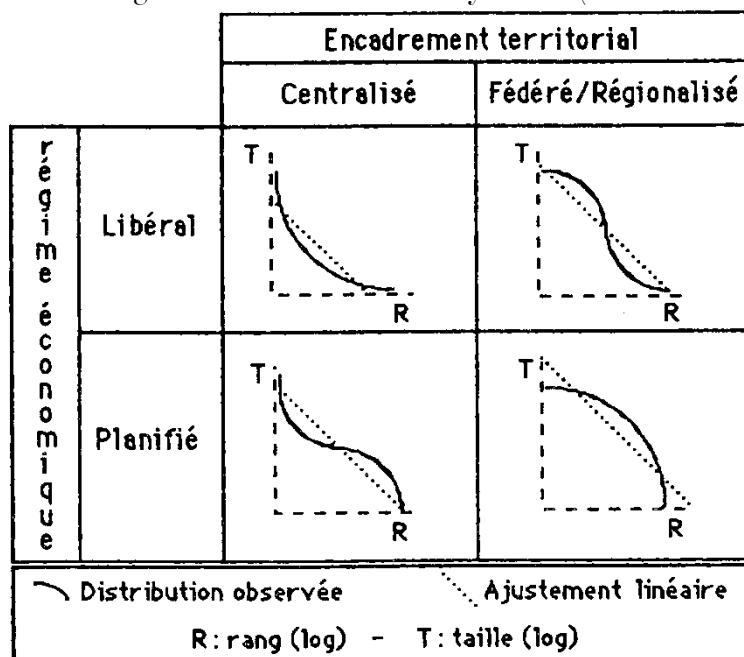 Encadrement territorial
Centralisé
Fédéré/Régionalisé
régime économique
Libéral
T
R
T
R
Planifié
T
R
T
R
Distribution observée
Ajustement linéaire
R: rang (log) - T: taille (log)